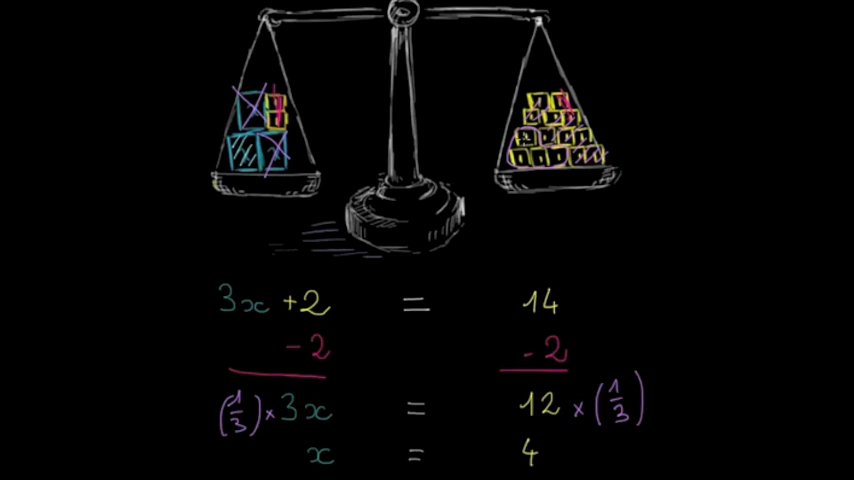 3x + 2 = 14
- 2 - 2
(1/3) × 3x = 12 × (1/3)
x = 4